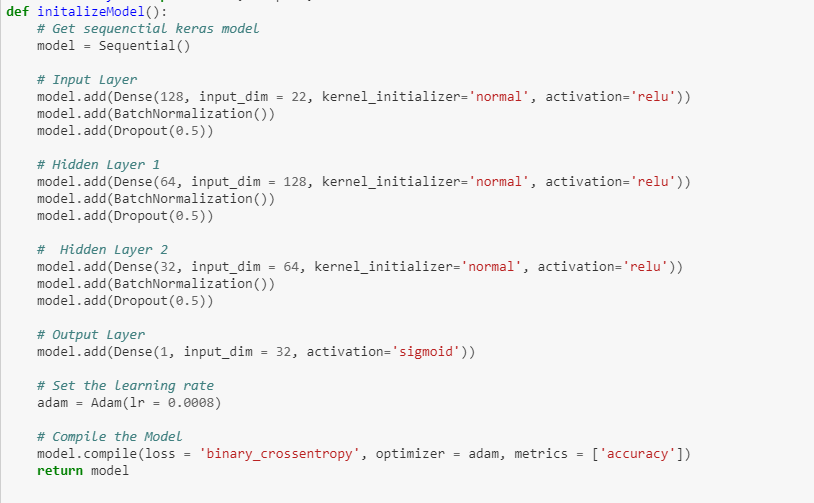 def initalizeModel():
    # Get sequenctial keras model
    model = Sequential()
    # Input Layer
    model.add(Dense(128, input_dim = 22, kernel_initializer='normal', activation='relu'))
    model.add(BatchNormalization())
    model.add(Dropout(0.5))
    # Hidden Layer 1
    model.add(Dense(64, input_dim = 128, kernel_initializer='normal', activation='relu'))
    model.add(BatchNormalization())
    model.add(Dropout(0.5))
    #  Hidden Layer 2
    model.add(Dense(32, input_dim = 64, kernel_initializer='normal', activation='relu'))
    model.add(BatchNormalization())
    model.add(Dropout(0.5))
    # Output Layer
    model.add(Dense(1, input_dim = 32, activation='sigmoid'))
    # Set the learning rate
    adam = Adam(lr = 0.0008)
    # Compile the Model
    model.compile(loss = 'binary_crossentropy', optimizer = adam, metrics = ['accuracy'])
    return model